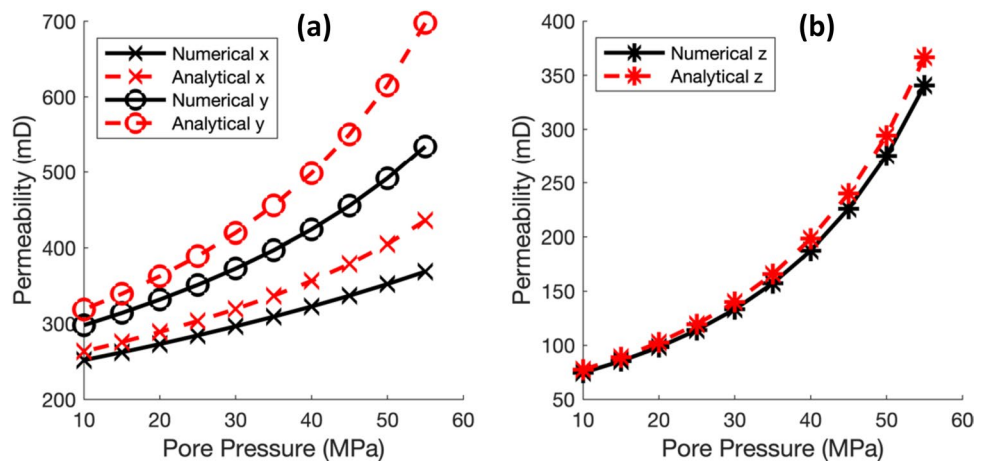 (a)
Numerical x
Analytical x
Numerical y
Analytical y
700
600
500
400
300
200
10 20 30 40 50 60
Permeability (mD)
Pore Pressure (MPa)
(b)
Numerical z
Analytical z
400
350
300
250
200
150
100
50
10 20 30 40 50 60
Permeability (mD)
Pore Pressure (MPa)